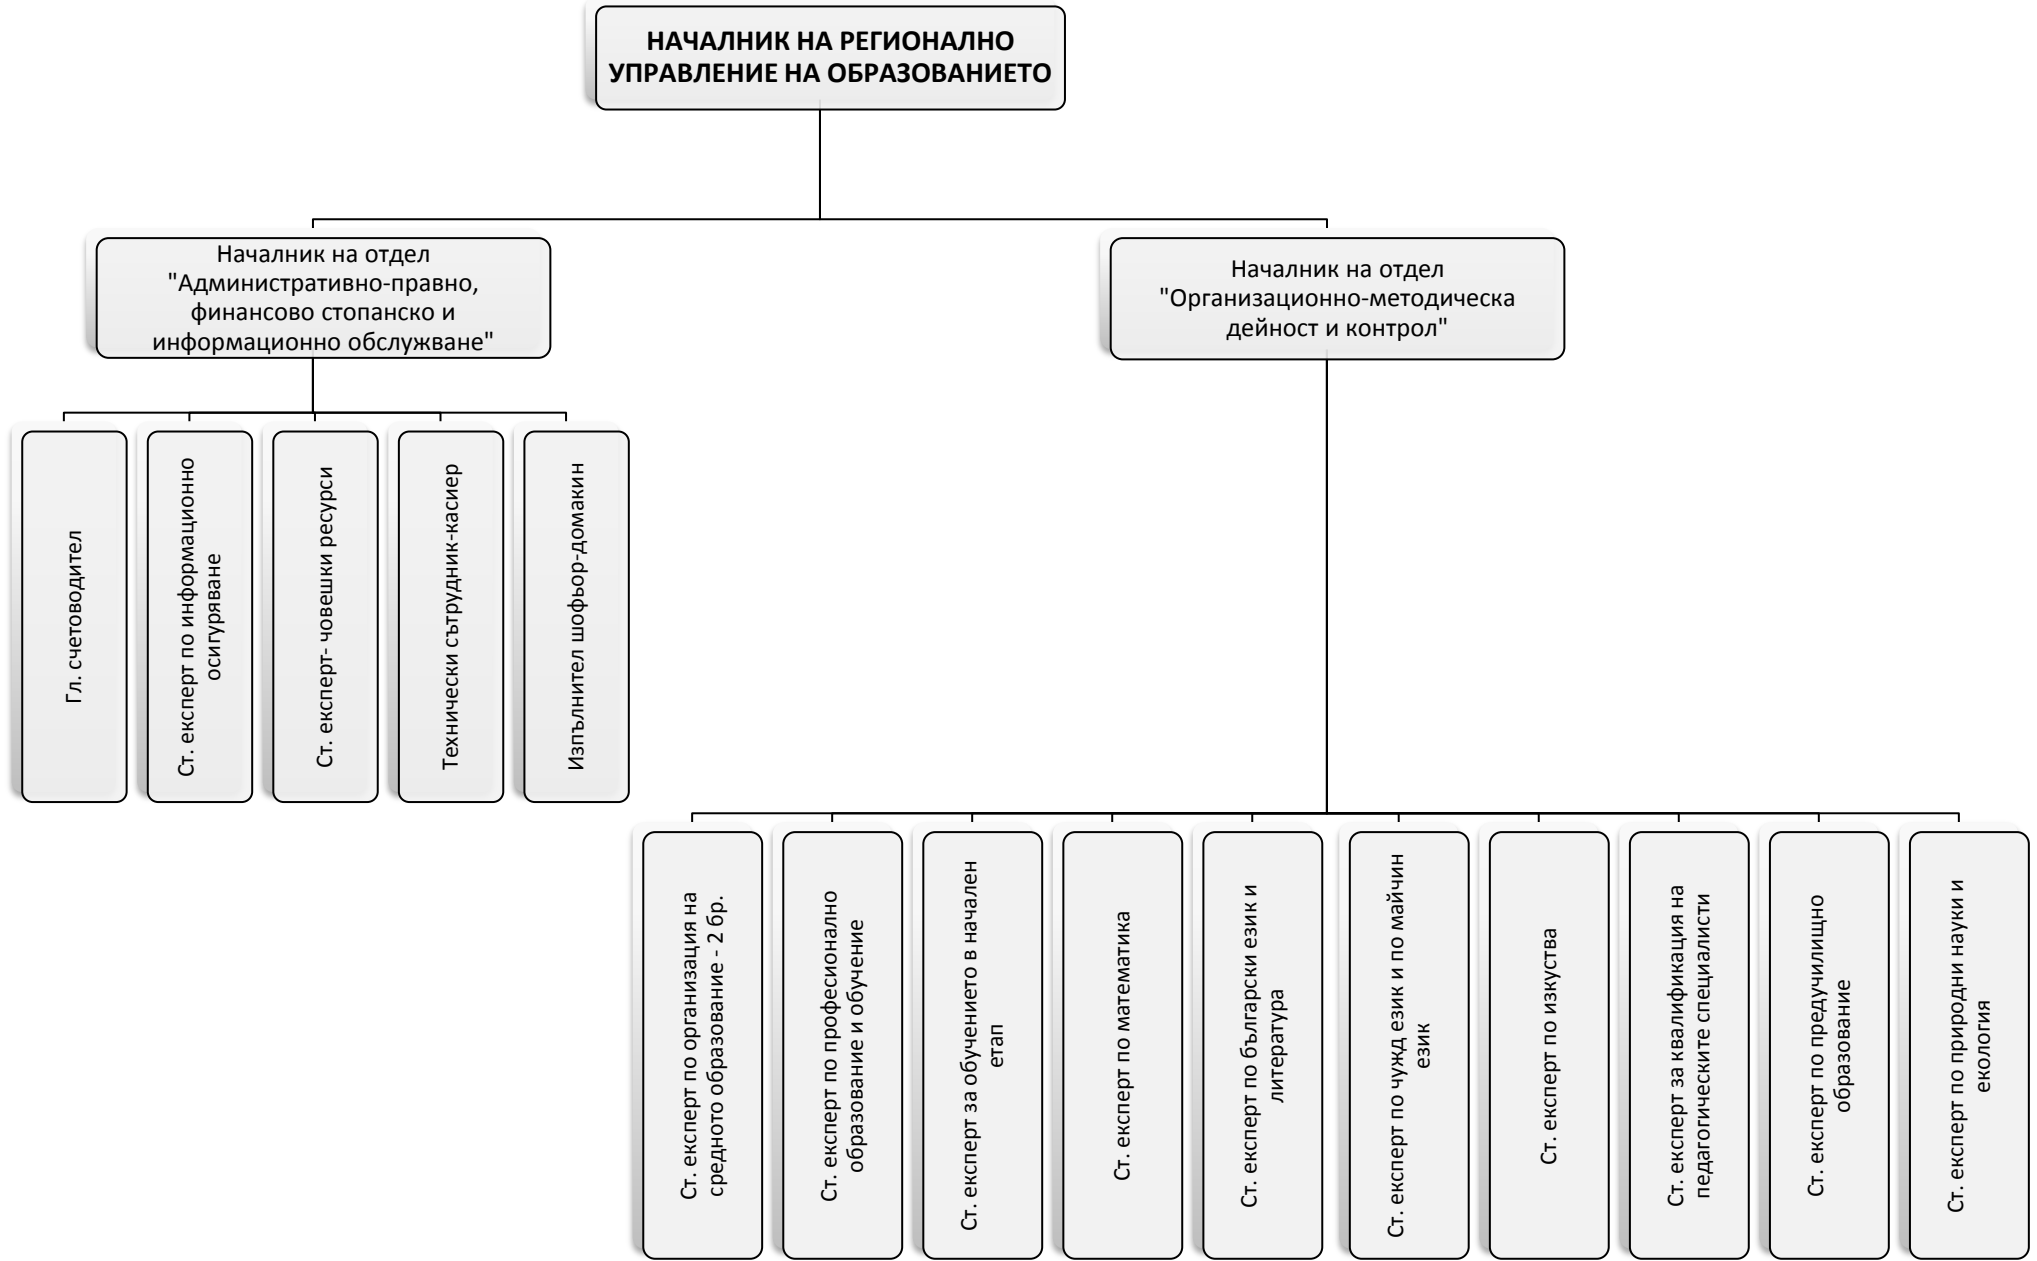 НАЧАЛНИК НА РЕГИОНАЛНО
УПРАВЛЕНИЕ НА ОБРАЗОВАНИЕТО
Началник на отдел
"Административно-правно,
финансово стопанско и
информационно обслужване"
Началник на отдел
"Организационно-методическа
дейност и контрол"
Гл. счетоводител
Ст. експерт по информационно
осигуряване
Ст. експерт- човешки ресурси
Технически сътрудник-касиер
Изпълнител шофьор-домакин
Ст. експерт по организация на
средното образование - 2 бр.
Ст. експерт по професионално
образование и обучение
Ст. експерт за обучението в начален
етап
Ст. експерт по математика
Ст. експерт по български език и
литература
Ст. експерт по чужд език и по майчин
език
Ст. експерт по изкуства
Ст. експерт за квалификация на
педагогическите специалисти
Ст. експерт по предучилищно
образование
Ст. експерт по природни науки и
екология